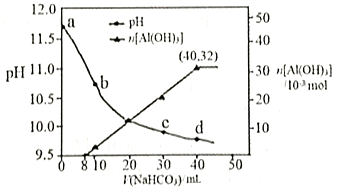 12.0
11.5
11.0
10.5
10.0
9.5
pH
a
b
c
d
pH
n[Al(OH)₃]
(40,32)
50
40
30
20
10
n[Al(OH)₃]
/10⁻³mol
0 8 10 20 30 40 50
V(NaHCO₃)/mL